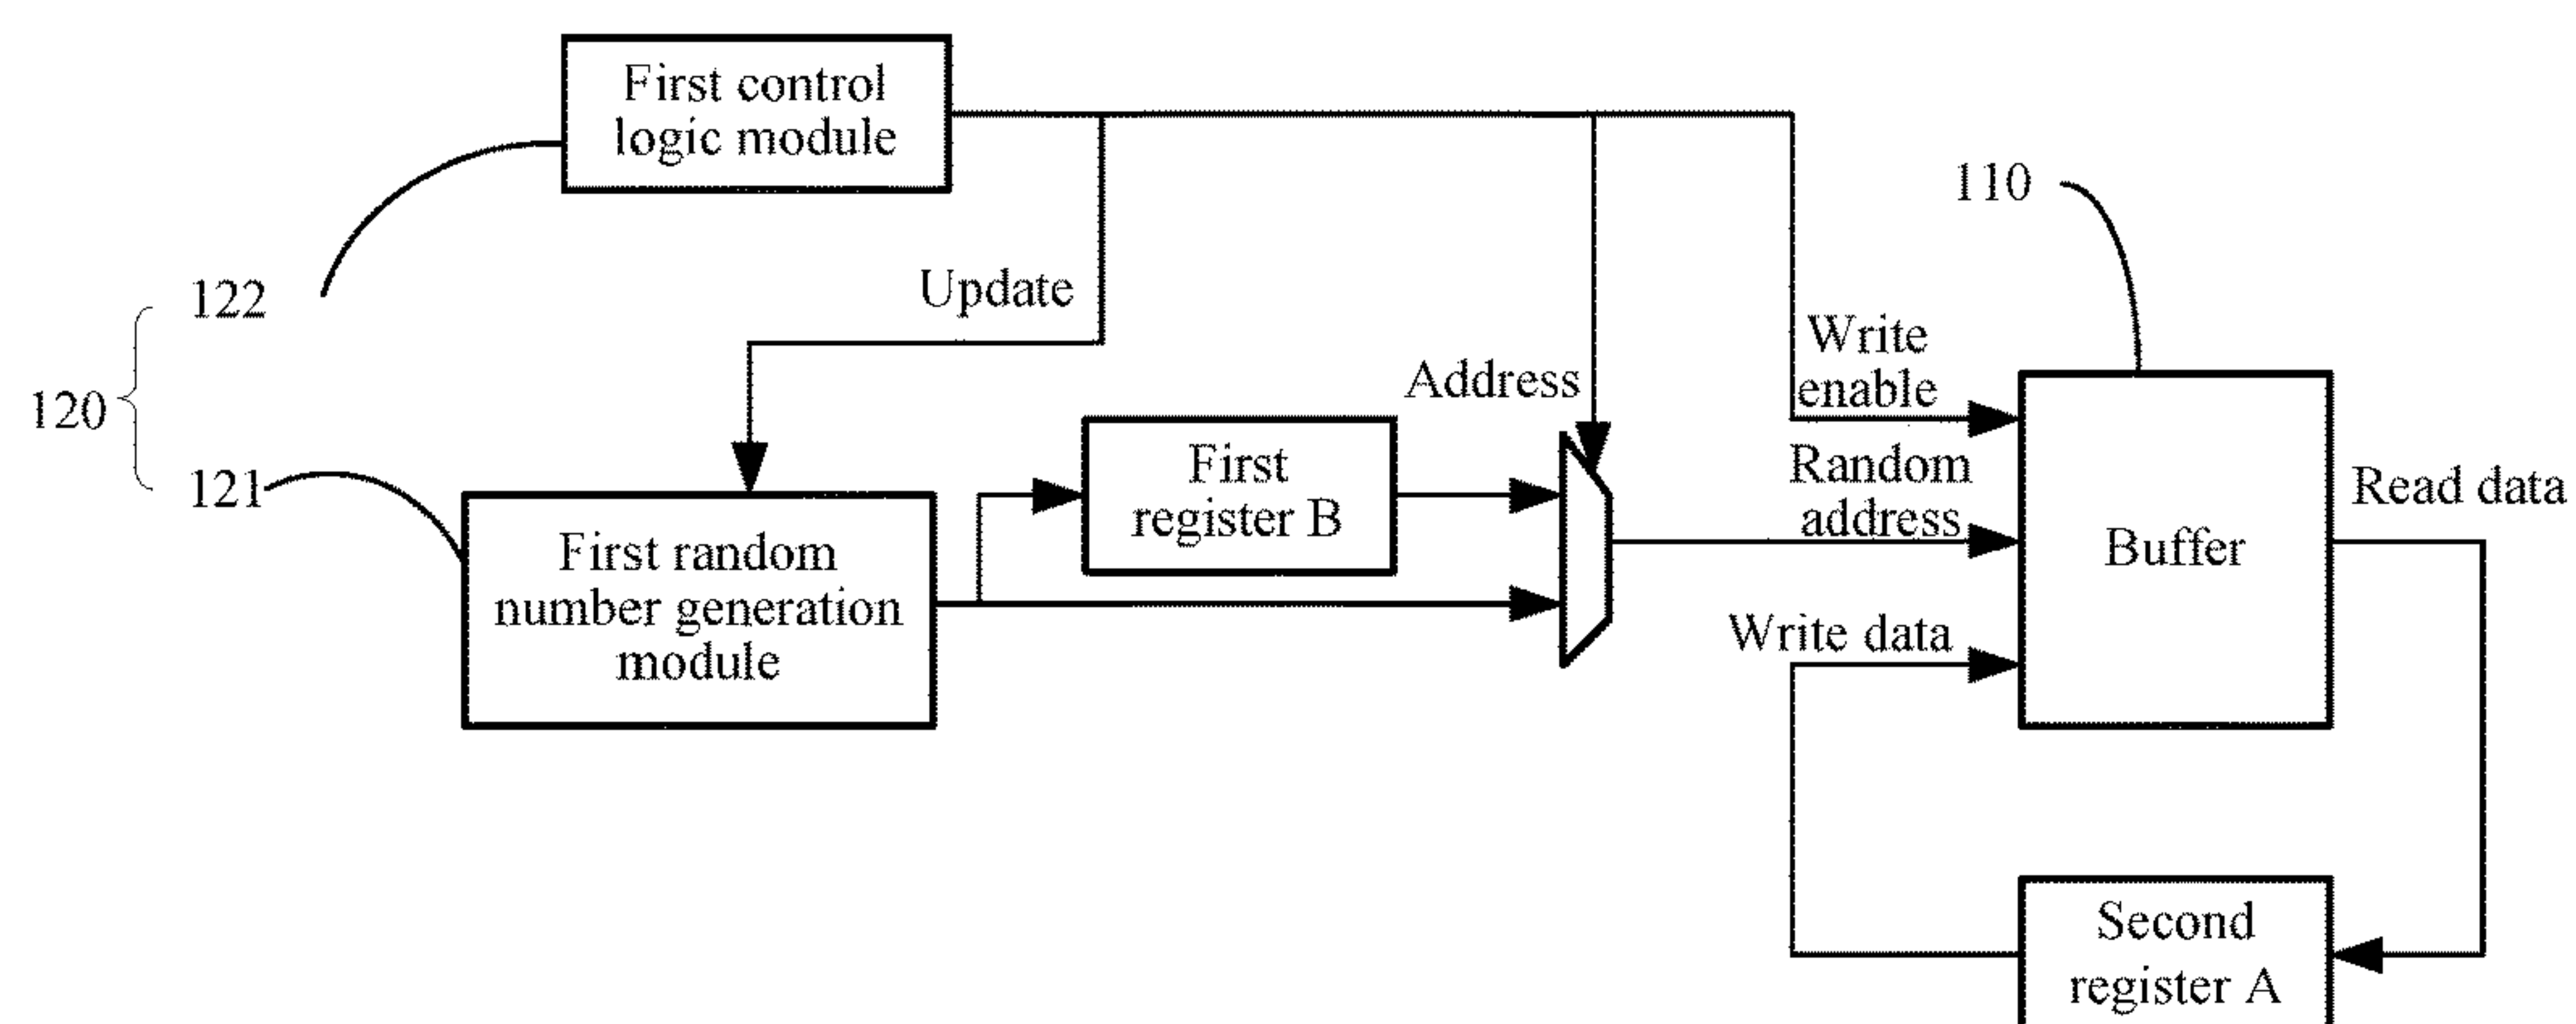 First control
logic module
110
122
Update
Write
enable
Address
120
First
register B
Random
address
Read data
121
First random
number generation
module
Buffer
Write data
Second
register A